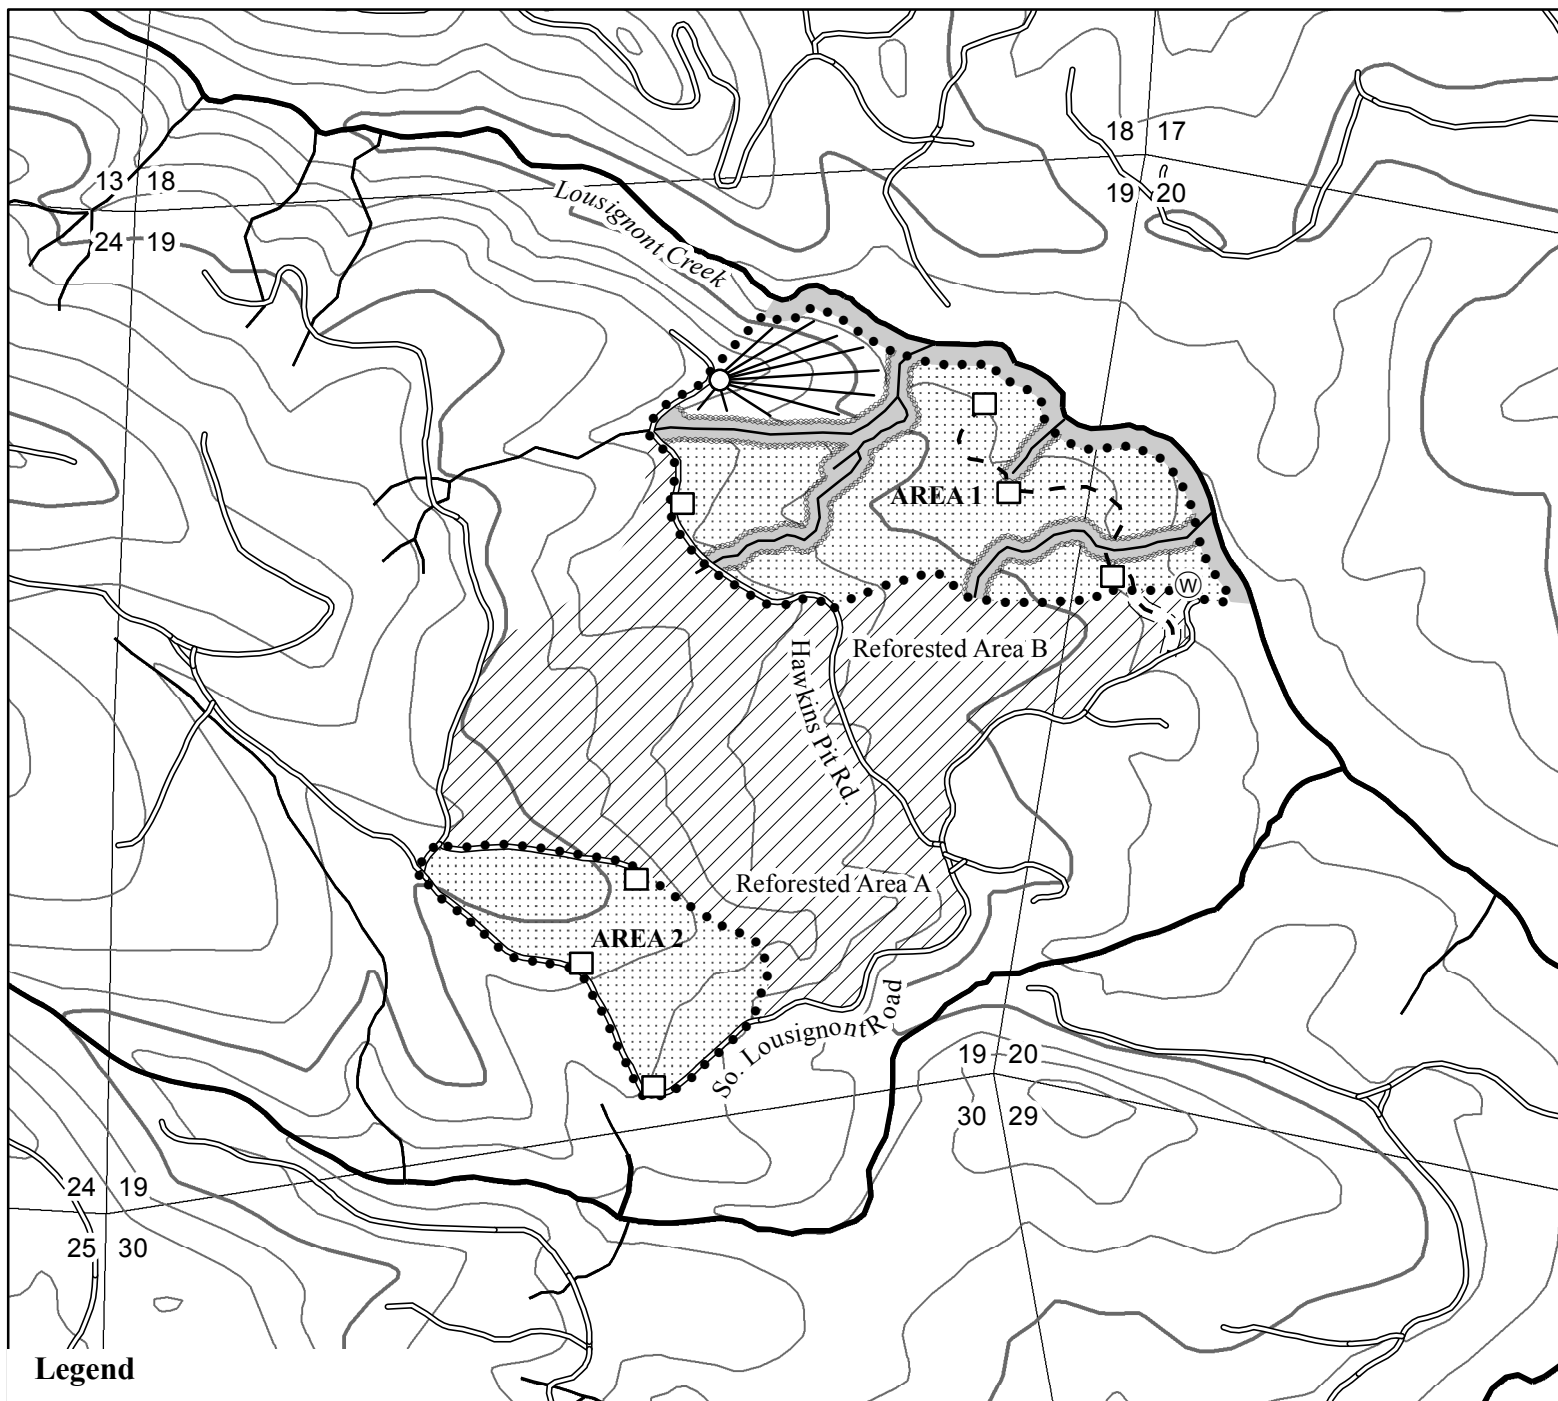 18 17
13 18
19 20
Lousignont Creek
24 19
AREA 1
W
Reforested Area B
Hawkins Pit Rd.
Reforested Area A
AREA 2
So. Lousignont Road
19 20
30 29
24 19
25 30
Legend